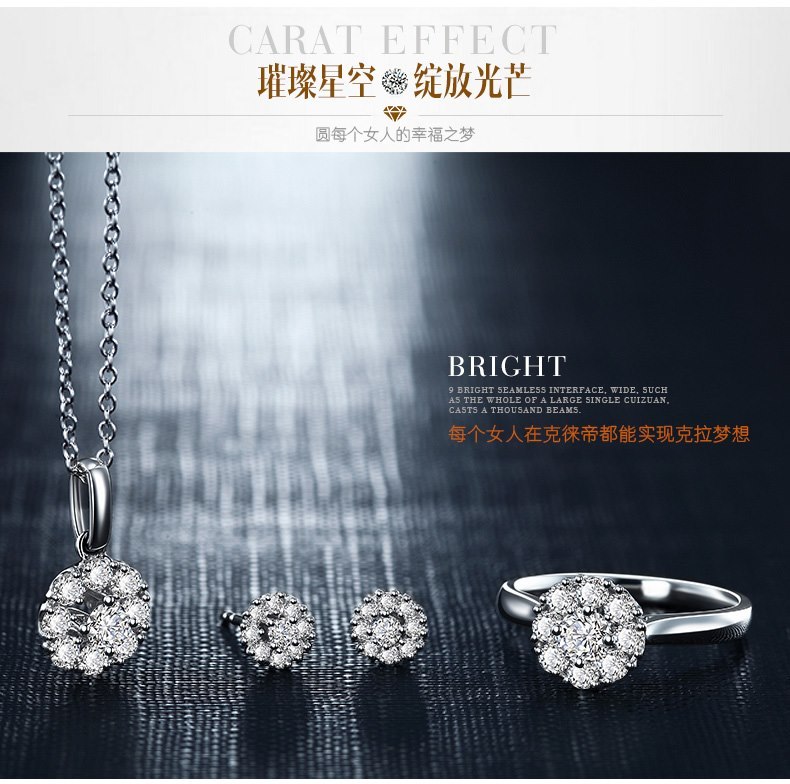 CARAT EFFECT
璀璨星空 绽放光芒
圆每个女人的幸福之梦
BRIGHT
9 BRIGHT SEAMLESS INTERFACE, WIDE, SUCH
AS THE WHOLE OF A LARGE SINGLE CUIZUAN,
CASTS A THOUSAND BEAMS.
每个女人在克徕帝都能实现克拉梦想